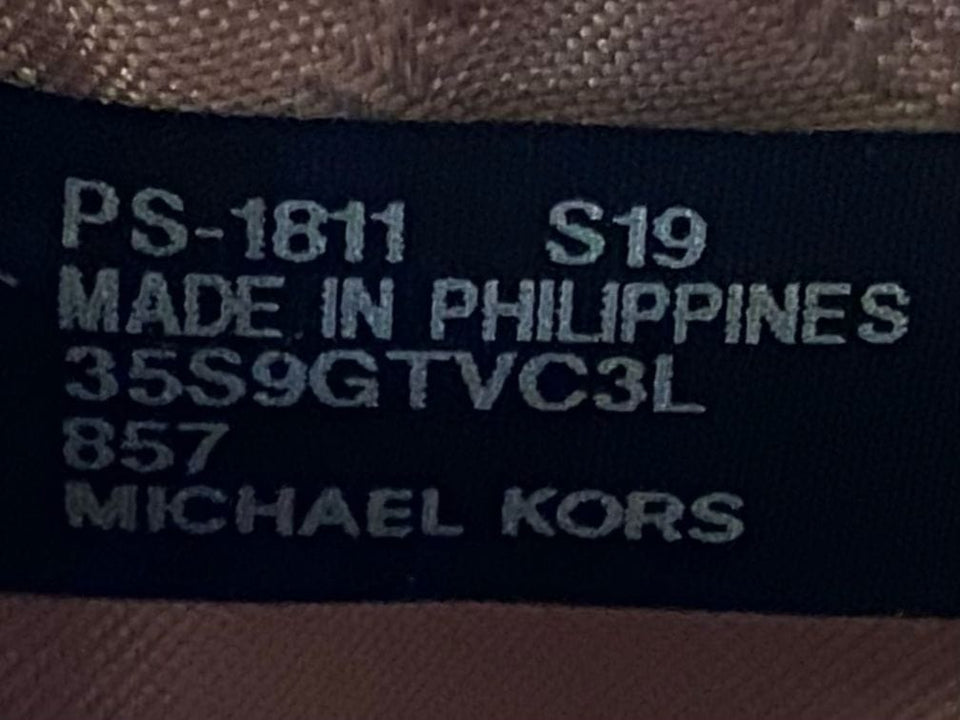 PS-1811 S19
MADE IN PHILIPPINES
35S9GTVC3L
857
MICHAEL KORS